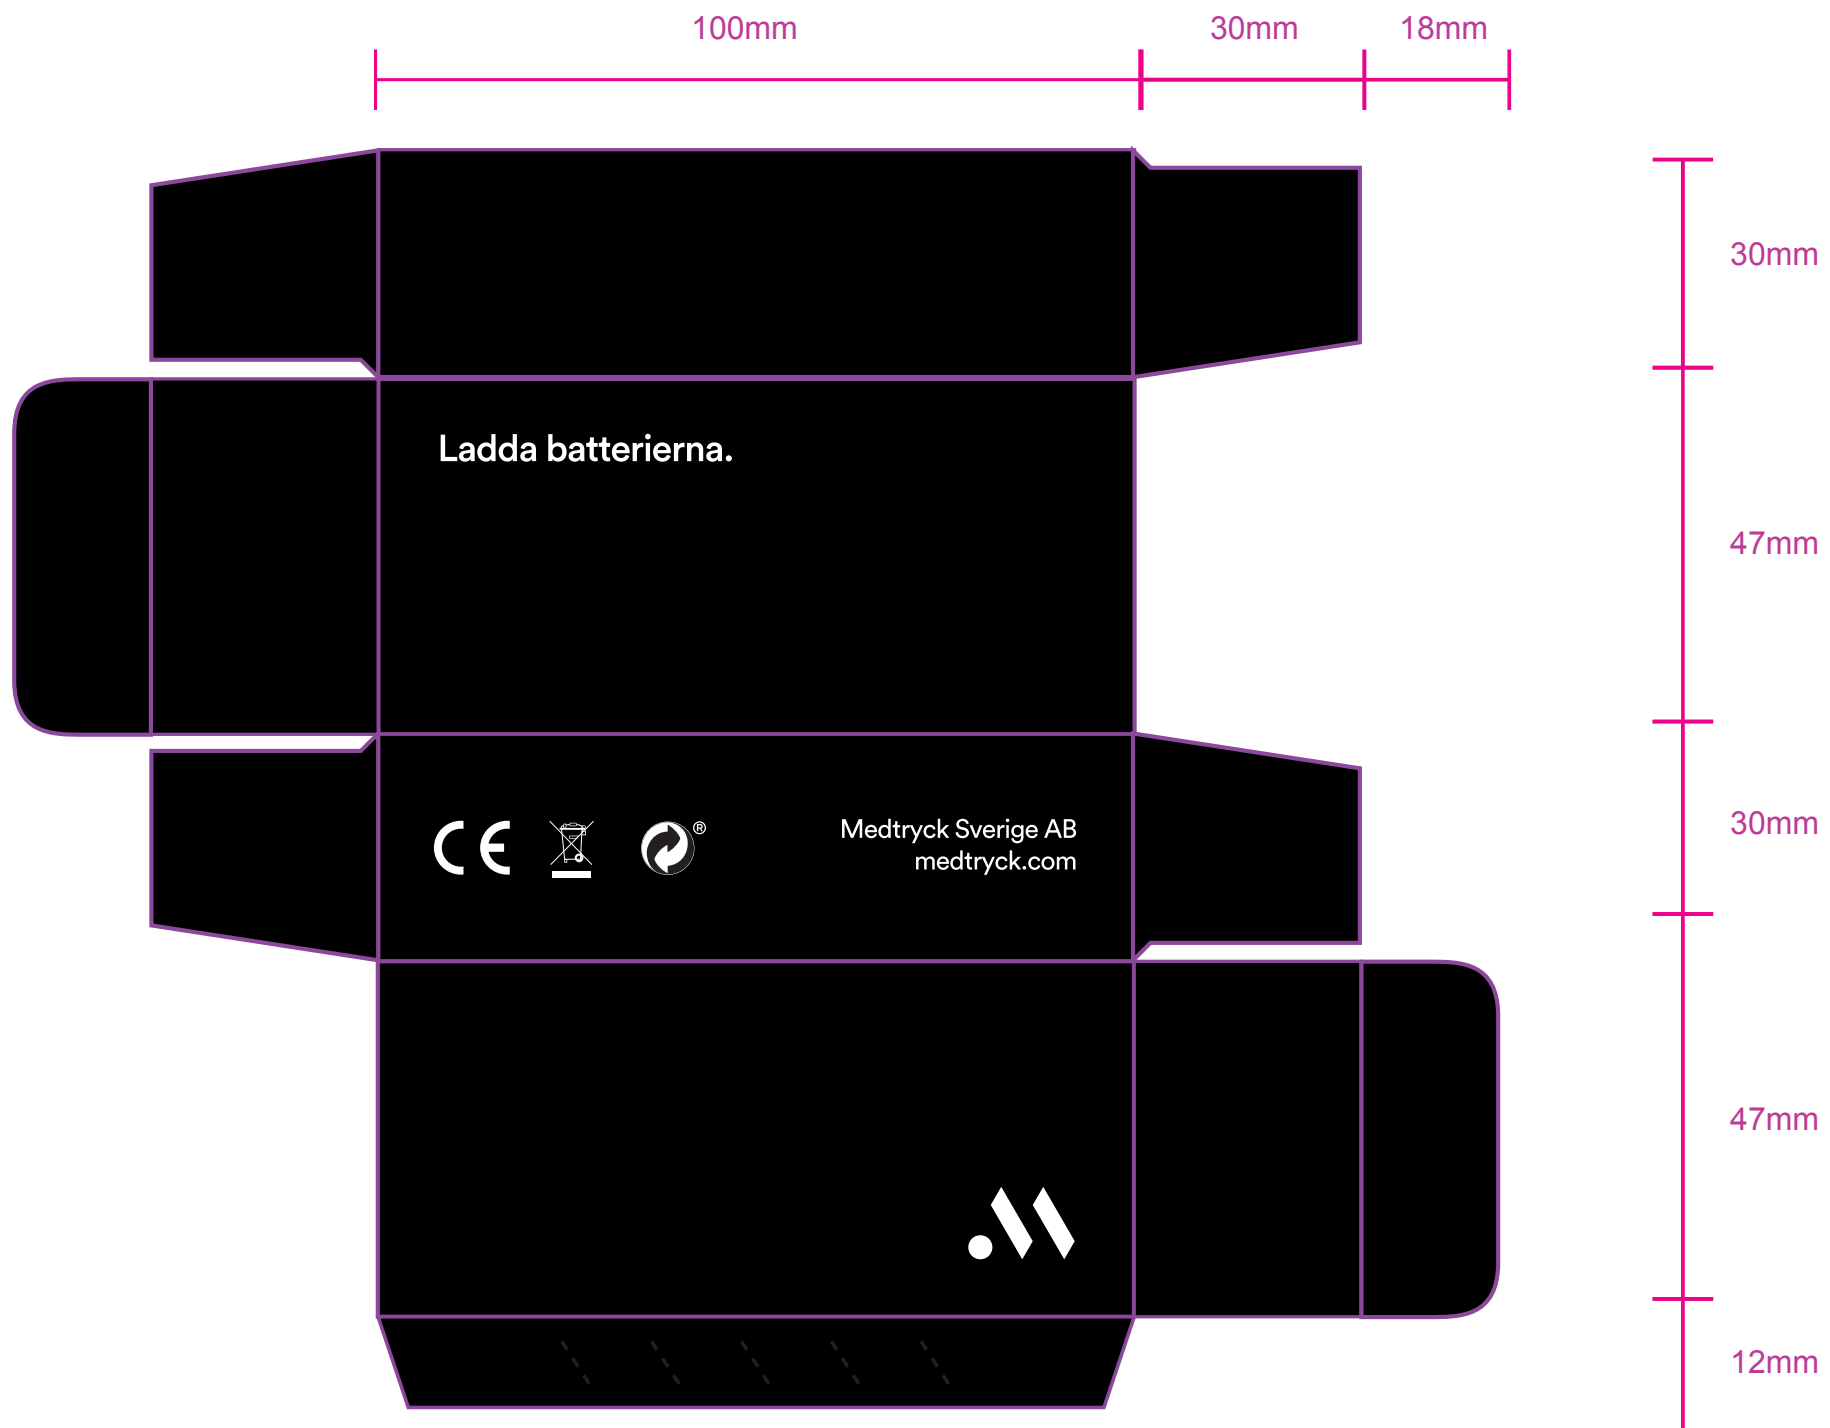 100mm
30mm
18mm
30mm
Ladda batterierna.
47mm
CE
®
Medtryck Sverige AB
medtryck.com
30mm
47mm
12mm